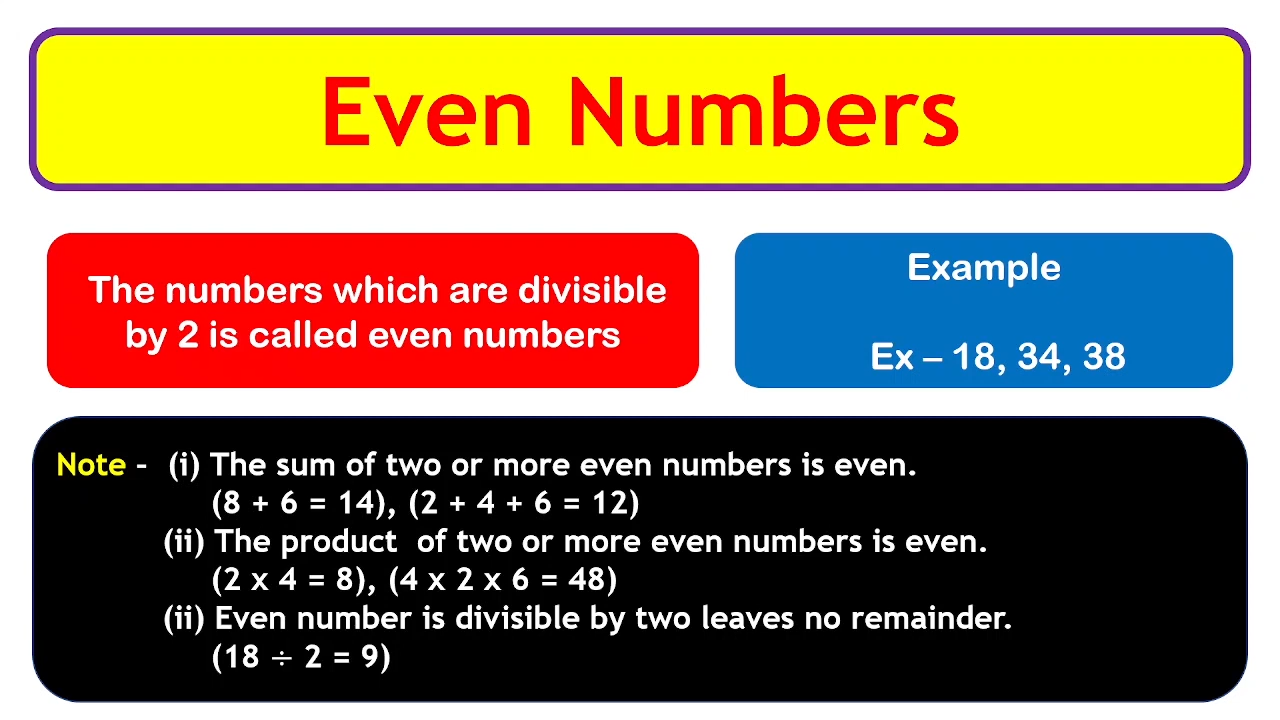 Even Numbers
The numbers which are divisible
by 2 is called even numbers
Example
Ex – 18, 34, 38
Note - (i) The sum of two or more even numbers is even.
(8 + 6 = 14), (2 + 4 + 6 = 12)
(ii) The product of two or more even numbers is even.
(2 x 4 = 8), (4 x 2 x 6 = 48)
(ii) Even number is divisible by two leaves no remainder.
(18 ÷ 2 = 9)